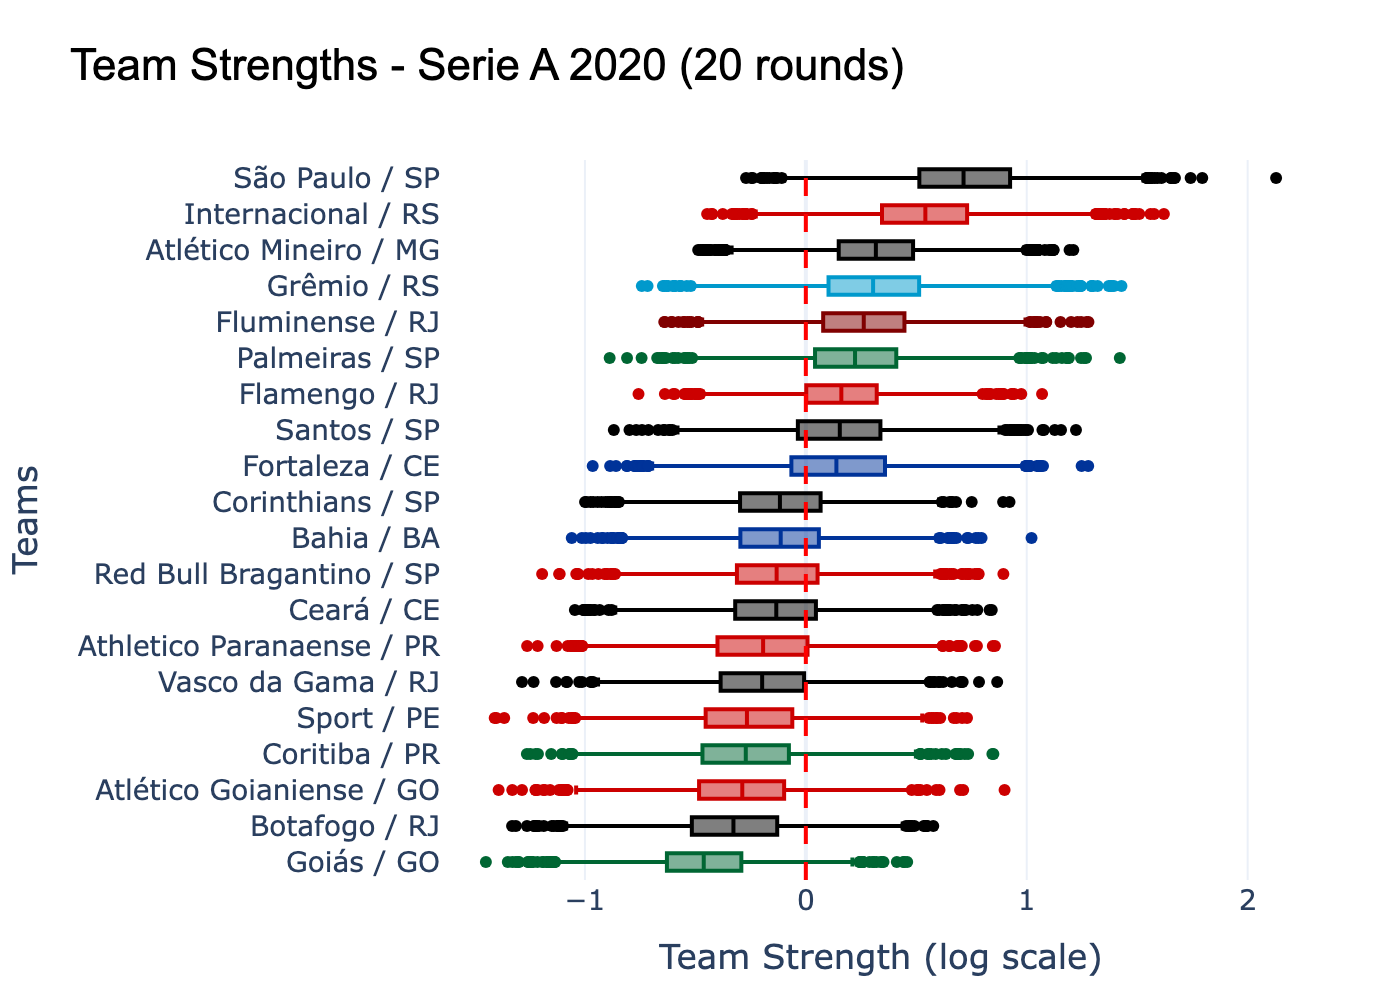 Team Strengths - Serie A 2020 (20 rounds)
São Paulo / SP
Internacional / RS
Atlético Mineiro / MG
Grêmio / RS
Fluminense / RJ
Palmeiras / SP
Flamengo / RJ
Santos / SP
Fortaleza / CE
Corinthians / SP
Bahia / BA
Red Bull Bragantino / SP
Ceará / CE
Athletico Paranaense / PR
Vasco da Gama / RJ
Sport / PE
Coritiba / PR
Atlético Goianiense / GO
Botafogo / RJ
Goiás / GO
Teams
−1 0 1 2
Team Strength (log scale)